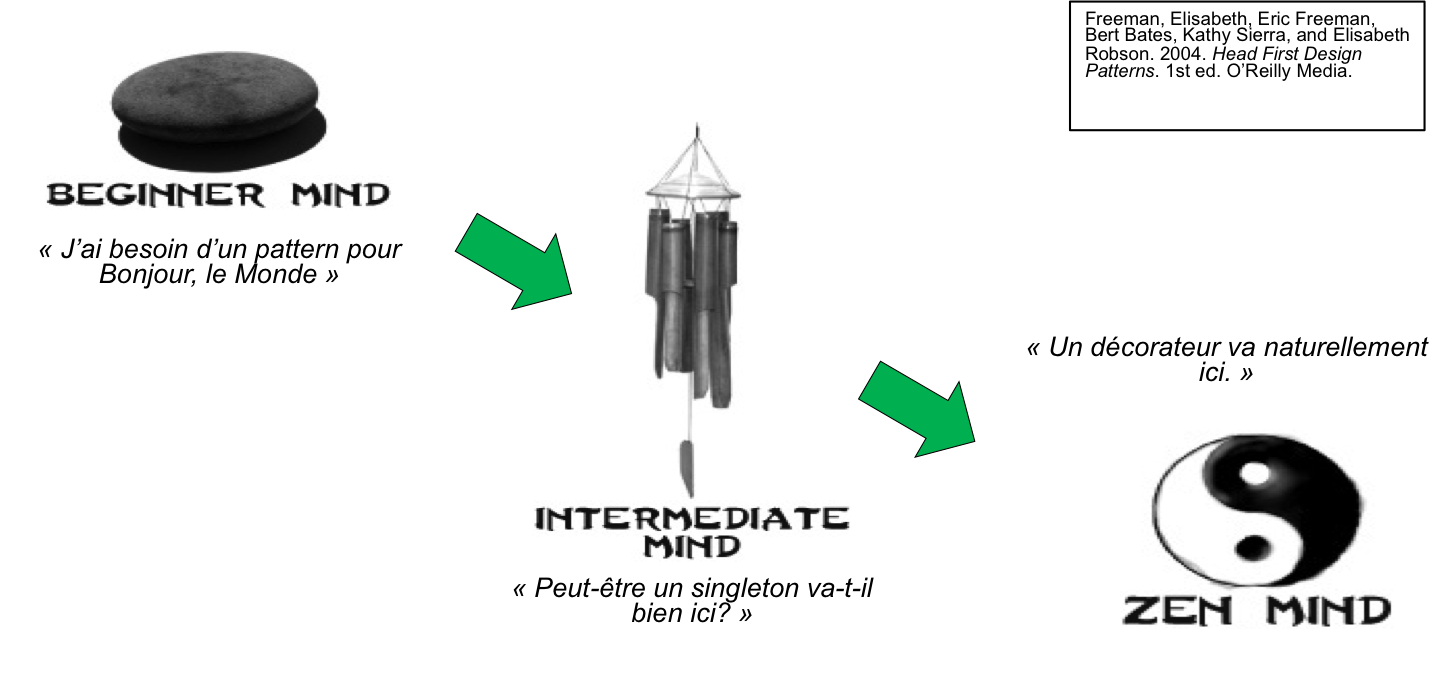 Freeman, Elisabeth, Eric Freeman,
Bert Bates, Kathy Sierra, and Elisabeth
Robson. 2004. Head First Design
Patterns. 1st ed. O’Reilly Media.
BEGINNER MIND
« J’ai besoin d’un pattern pour
Bonjour, le Monde »
INTERMEDIATE
MIND
« Peut-être un singleton va-t-il
bien ici? »
« Un décorateur va naturellement
ici. »
ZEN MIND